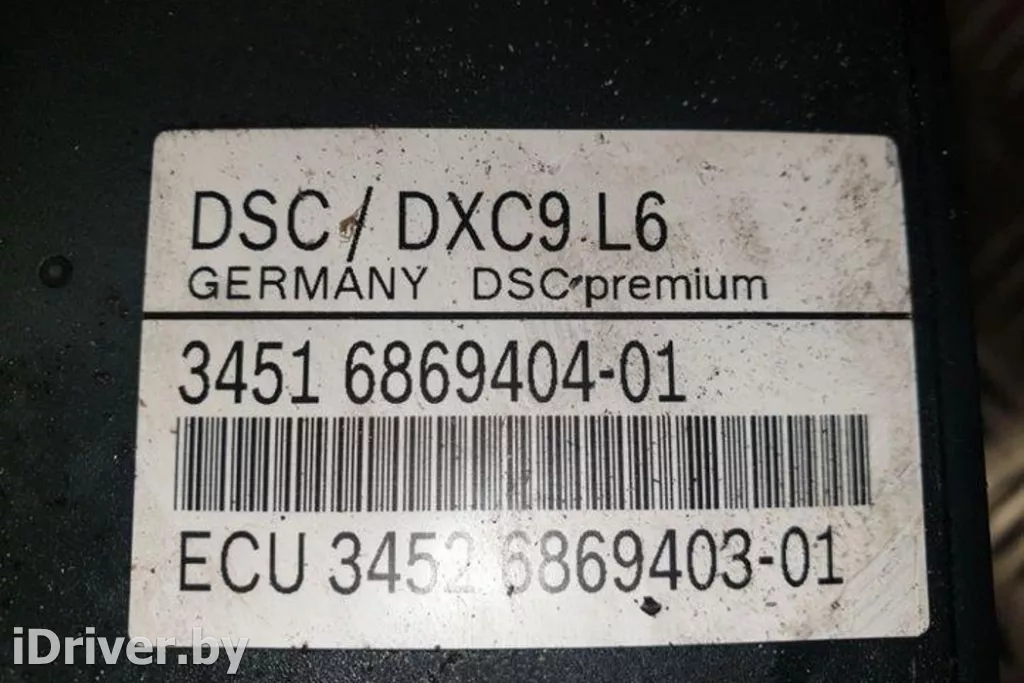 DSC/ DXC9 L6
GERMANY DSC premium
3451 6869404-01
ECU 3452 6869403-01
iDriver.by